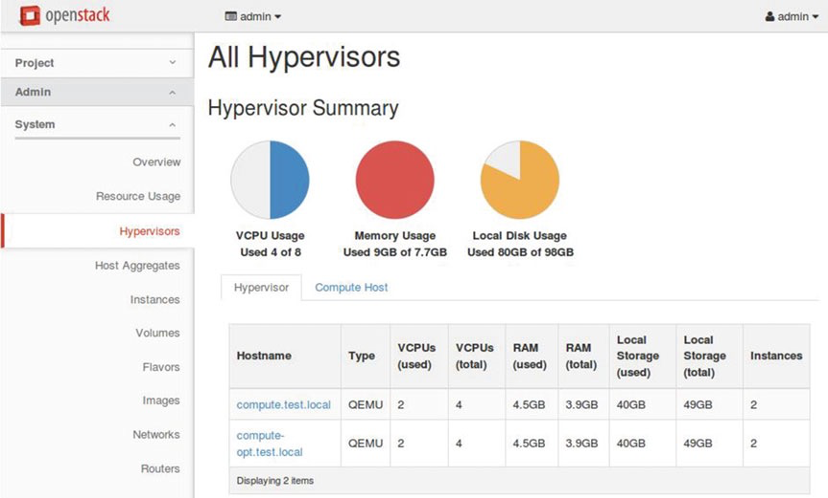 openstack
admin
admin
Project
Admin
System
Overview
Resource Usage
Hypervisors
Host Aggregates
Instances
Volumes
Flavors
Images
Networks
Routers
All Hypervisors
Hypervisor Summary
VCPU Usage
Used 4 of 8
Memory Usage
Used 9GB of 7.7GB
Local Disk Usage
Used 80GB of 98GB
Hypervisor
Compute Host
Hostname
Type
VCPUs
(used)
VCPUs
(total)
RAM
(used)
RAM
(total)
Local
Storage
(used)
Local
Storage
(total)
Instances
compute.test.local QEMU 2 4 4.5GB 3.9GB 40GB 49GB 2
compute-
opt.test.local QEMU 2 4 4.5GB 3.9GB 40GB 49GB 2
Displaying 2 items